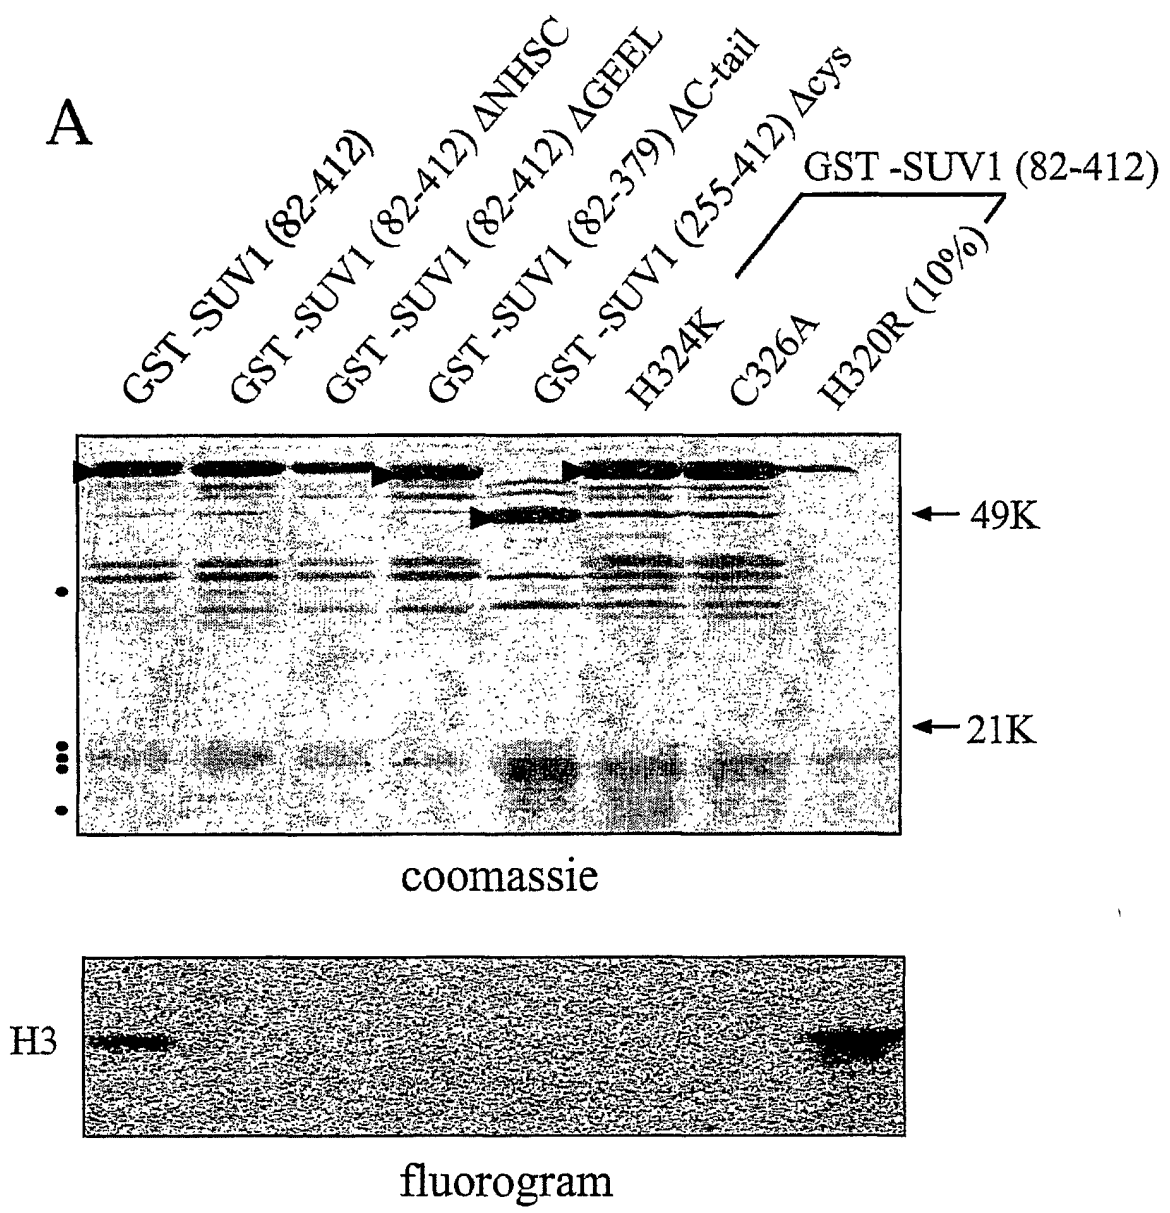 A
GST -SUV1 (82-412)
GST -SUV1 (82-412) ΔNHSC
GST -SUV1 (82-412) ΔGEEL
GST -SUV1 (82-379) ΔC-tail
GST -SUV1 (255-412) Δcys
GST -SUV1 (82-412)
H324K
C326A
H320R (10%)
49K
21K
coomassie
H3
fluorogram